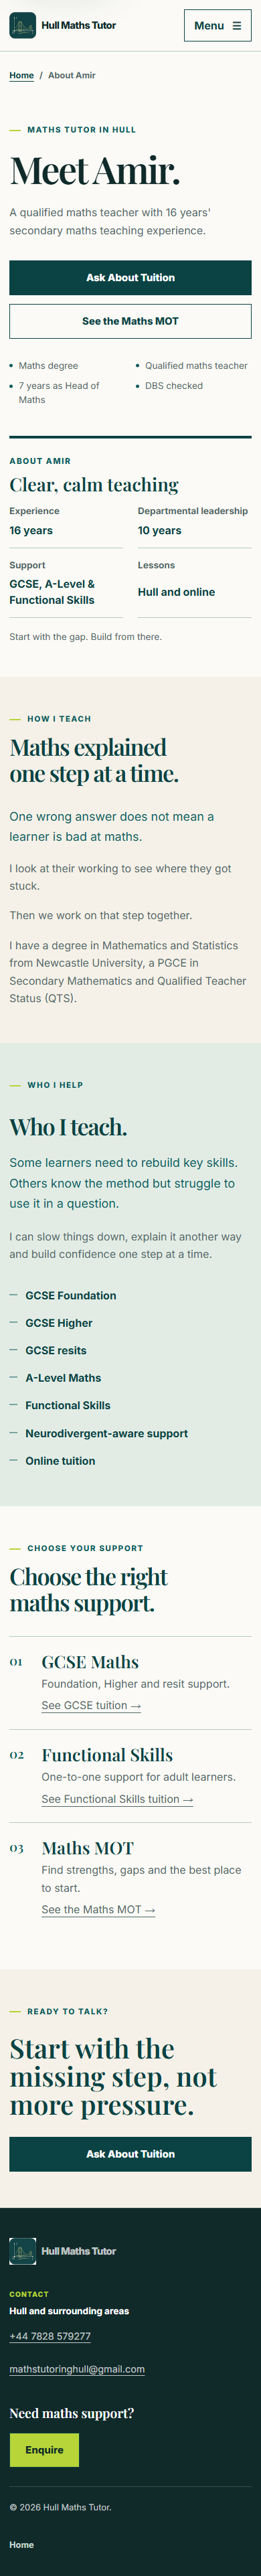 Hull Maths Tutor
Menu ☰
Home / About Amir
MATHS TUTOR IN HULL
Meet Amir.
A qualified maths teacher with 16 years'
secondary maths teaching experience.
Ask About Tuition
See the Maths MOT
Maths degree
Qualified maths teacher
7 years as Head of
Maths
DBS checked
ABOUT AMIR
Clear, calm teaching
Experience
16 years
Departmental leadership
10 years
Support
GCSE, A-Level &
Functional Skills
Lessons
Hull and online
Start with the gap. Build from there.
HOW I TEACH
Maths explained
one step at a time.
One wrong answer does not mean a
learner is bad at maths.
I look at their working to see where they got
stuck.
Then we work on that step together.
I have a degree in Mathematics and Statistics
from Newcastle University, a PGCE in
Secondary Mathematics and Qualified Teacher
Status (QTS).
WHO I HELP
Who I teach.
Some learners need to rebuild key skills.
Others know the method but struggle to
use it in a question.
I can slow things down, explain it another way
and build confidence one step at a time.
— GCSE Foundation
— GCSE Higher
— GCSE resits
— A-Level Maths
— Functional Skills
— Neurodivergent-aware support
— Online tuition
CHOOSE YOUR SUPPORT
Choose the right
maths support.
01 GCSE Maths
Foundation, Higher and resit support.
See GCSE tuition →
02 Functional Skills
One-to-one support for adult learners.
See Functional Skills tuition →
03 Maths MOT
Find strengths, gaps and the best place
to start.
See the Maths MOT →
READY TO TALK?
Start with the
missing step, not
more pressure.
Ask About Tuition
Hull Maths Tutor
CONTACT
Hull and surrounding areas
+44 7828 579277
mathstutoringhull@gmail.com
Need maths support?
Enquire
© 2026 Hull Maths Tutor.
Home